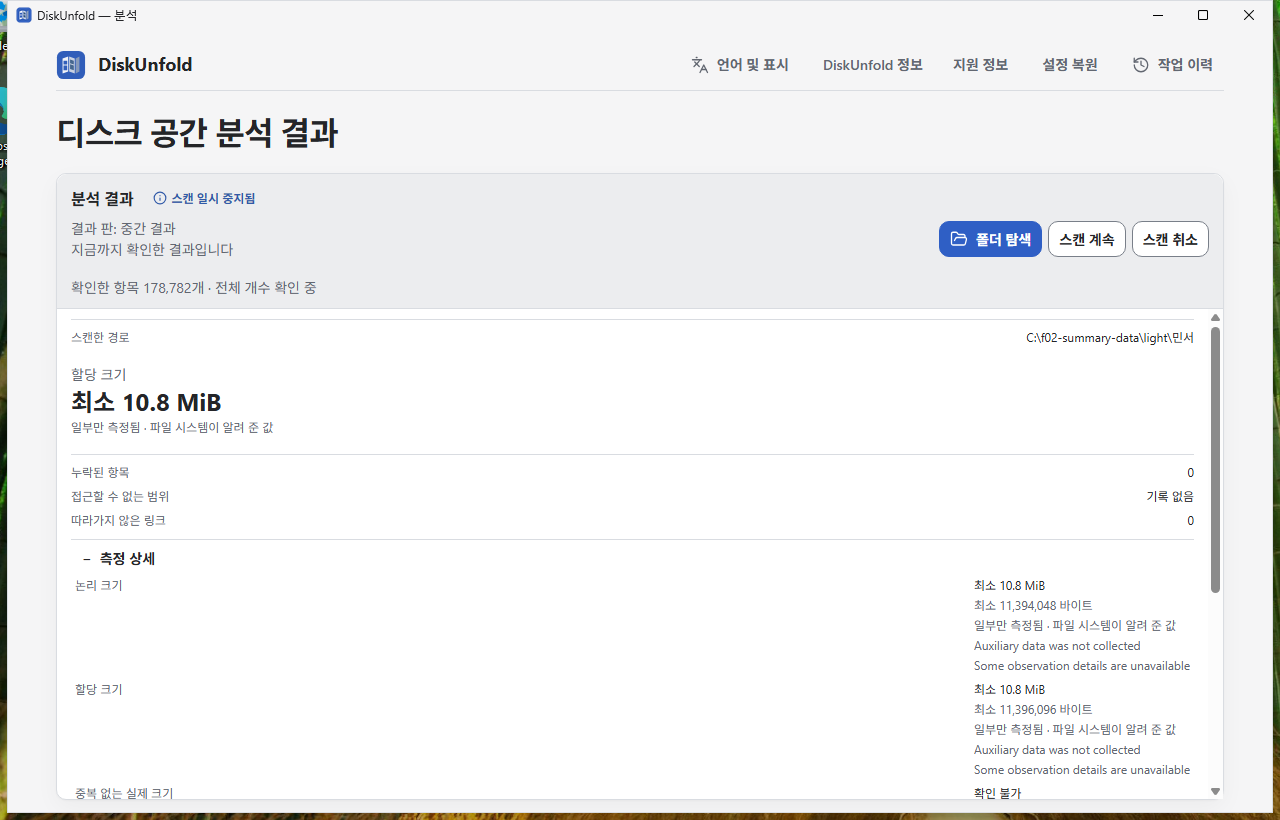 DiskUnfold — 분석
DiskUnfold
언어 및 표시
DiskUnfold 정보
지원 정보
설정 복원
작업 이력
디스크 공간 분석 결과
분석 결과
스캔 일시 중지됨
결과 판: 중간 결과
지금까지 확인한 결과입니다
확인한 항목 178,782개 · 전체 개수 확인 중
폴더 탐색
스캔 계속
스캔 취소
스캔한 경로
C:\f02-summary-data\light\민서
할당 크기
최소 10.8 MiB
일부만 측정됨 · 파일 시스템이 알려 준 값
누락된 항목
0
접근할 수 없는 범위
기록 없음
따라가지 않은 링크
0
– 측정 상세
논리 크기
최소 10.8 MiB
최소 11,394,048 바이트
일부만 측정됨 · 파일 시스템이 알려 준 값
Auxiliary data was not collected
Some observation details are unavailable
할당 크기
최소 10.8 MiB
최소 11,396,096 바이트
일부만 측정됨 · 파일 시스템이 알려 준 값
Auxiliary data was not collected
Some observation details are unavailable
중복 없는 실제 크기
확인 불가